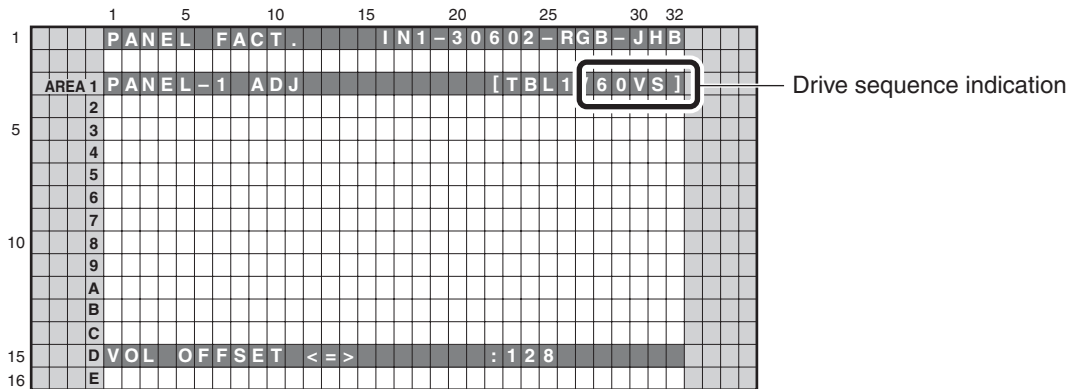 1 5 10 15 20 25 30 32
1 PANEL FACT. IN1-30602-RGB-JHB
AREA 1 PANEL-1 ADJ [TBL1/60VS] Drive sequence indication
2
5 3
4
5
6
7
10 8
9
A
B
C
15 D VOL OFFSET <=> :128
16 E